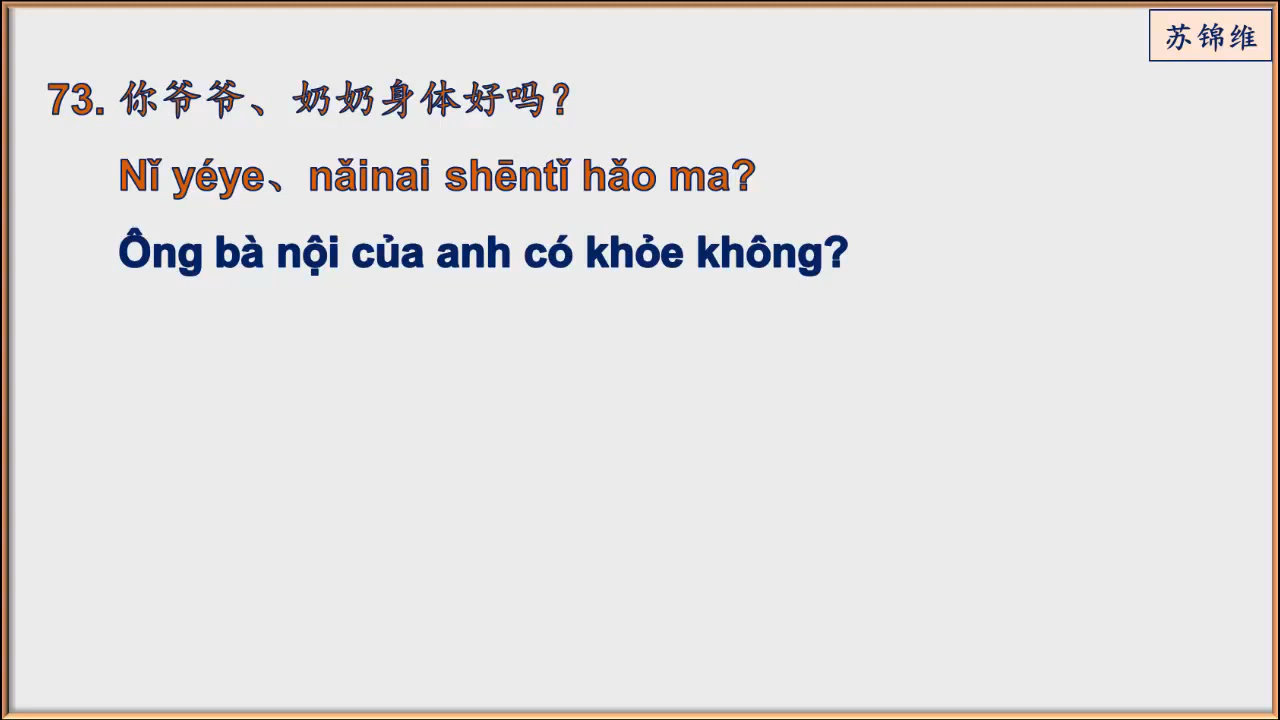 苏锦维
73. 你爷爷、奶奶身体好吗？
Nǐ yéye、nǎinai shēntǐ hǎo ma?
Ông bà nội của anh có khỏe không?